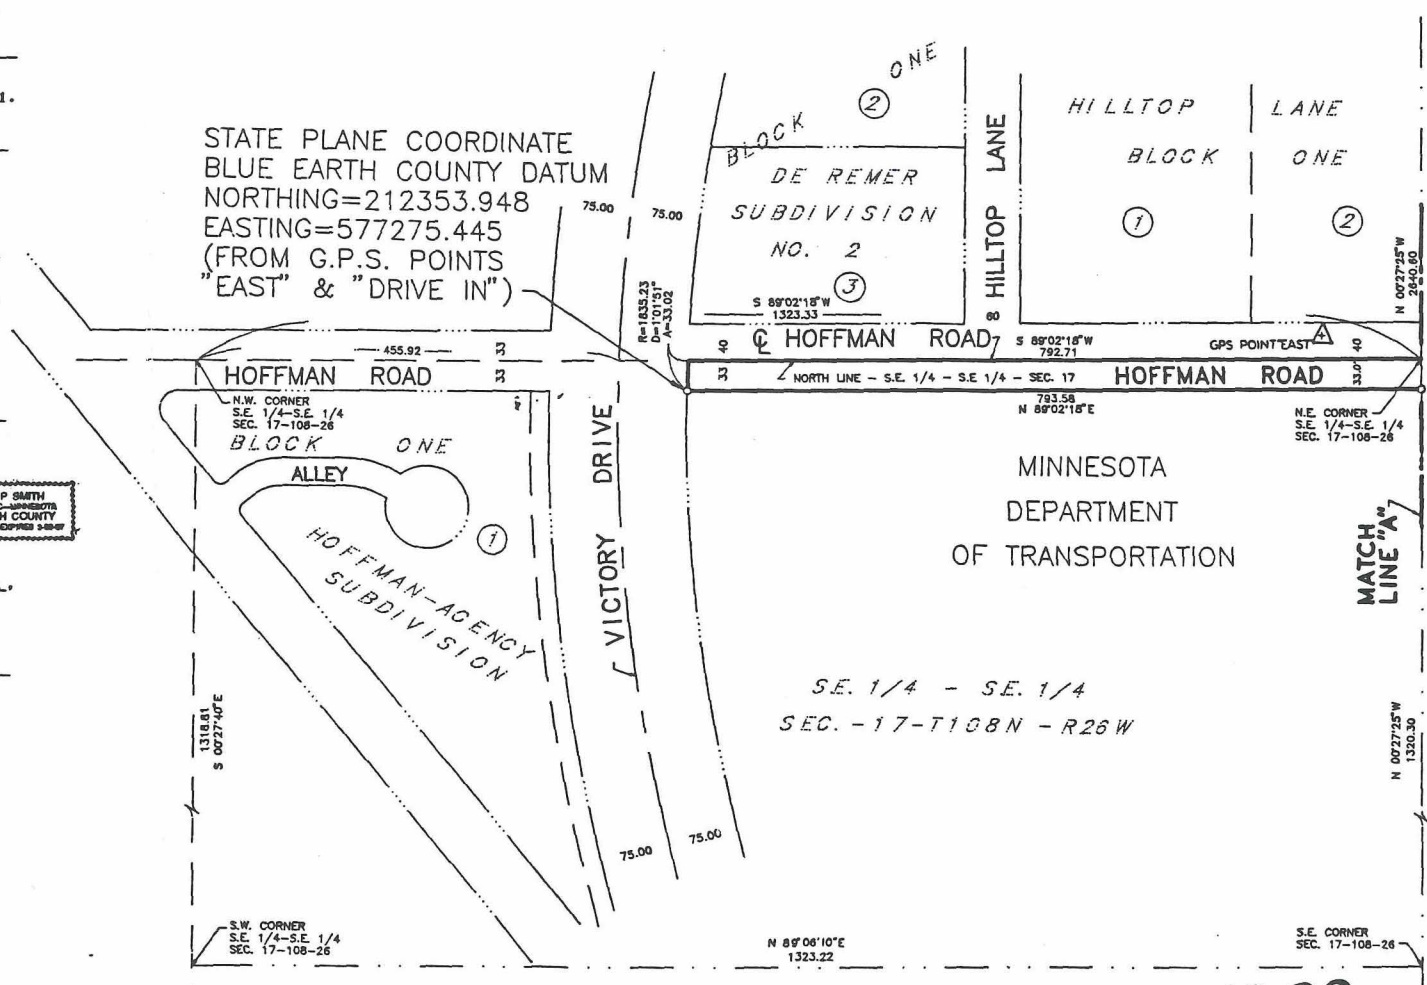 1.
STATE PLANE COORDINATE
BLUE EARTH COUNTY DATUM
NORTHING=212353.948
EASTING=577275.445
(FROM G.P.S. POINTS
"EAST" & "DRIVE IN")
75.00
75.00
BLOCK ONE
2
DE REMER
SUBDIVISION
NO. 2
3
S 89°02'18"W
1323.33
HILLTOP LANE
60
HILLTOP LANE
BLOCK ONE
1
2
N 00°27'25"W
2640.60
R=1835.23
D=1°01'51"
A=33.02
455.92
33
33
HOFFMAN ROAD
40
33
℄ HOFFMAN ROAD
S 89°02'18"W
792.71
GPS POINT"EAST"
40
NORTH LINE - S.E. 1/4 - S.E 1/4 - SEC. 17
HOFFMAN ROAD
33.0'
793.58
N 89°02'18"E
N.W. CORNER
S.E. 1/4-S.E. 1/4
SEC. 17-108-26
N.E. CORNER
S.E. 1/4-S.E. 1/4
SEC. 17-108-26
BLOCK ONE
ALLEY
1
HOFFMAN-AGENCY
SUBDIVISION
VICTORY DRIVE
MINNESOTA
DEPARTMENT
OF TRANSPORTATION
MATCH
LINE "A"
P SMITH
C-MINNESOTA
H COUNTY
S.E. 1/4 - S.E. 1/4
SEC.-17-T108N-R26W
1318.81
S 00°27'40"E
N 00°27'25"W
1320.30
75.00
75.00
S.W. CORNER
S.E. 1/4-S.E. 1/4
SEC. 17-108-26
N 89°06'10"E
1323.22
S.E. CORNER
SEC. 17-108-26